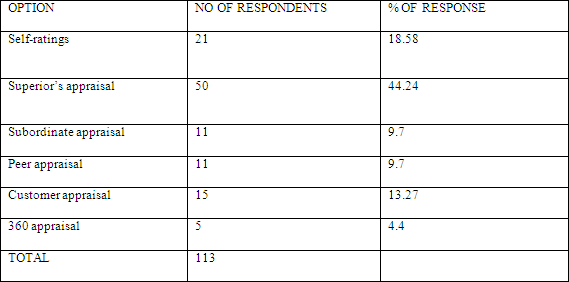 OPTION NO OF RESPONDENTS % OF RESPONSE
Self-ratings 21 18.58
Superior’s appraisal 50 44.24
Subordinate appraisal 11 9.7
Peer appraisal 11 9.7
Customer appraisal 15 13.27
360 appraisal 5 4.4
TOTAL 113